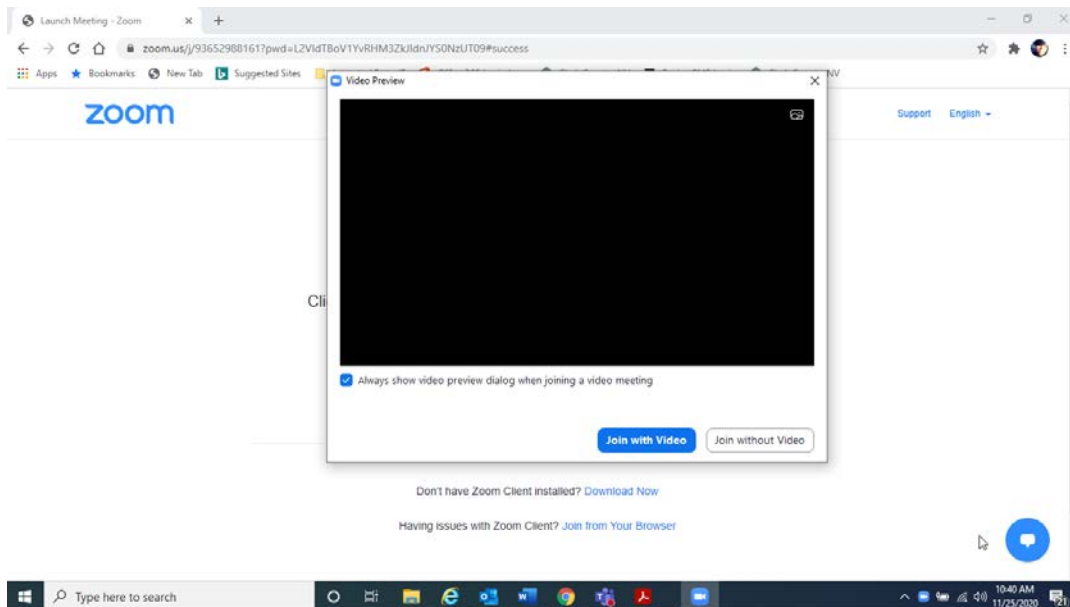 Launch Meeting - Zoom
zoom.us/j/93652988161?pwd=L2VIdTBoV1YvRHM3ZkJIdnJYS0NzUT09#success
Apps Bookmarks New Tab Suggested Sites NV
Video Preview
zoom
Support English
Cli
Always show video preview dialog when joining a video meeting
Join with Video Join without Video
Don't have Zoom Client installed? Download Now
Having issues with Zoom Client? Join from Your Browser
Type here to search
10:40 AM
11/25/2020
21